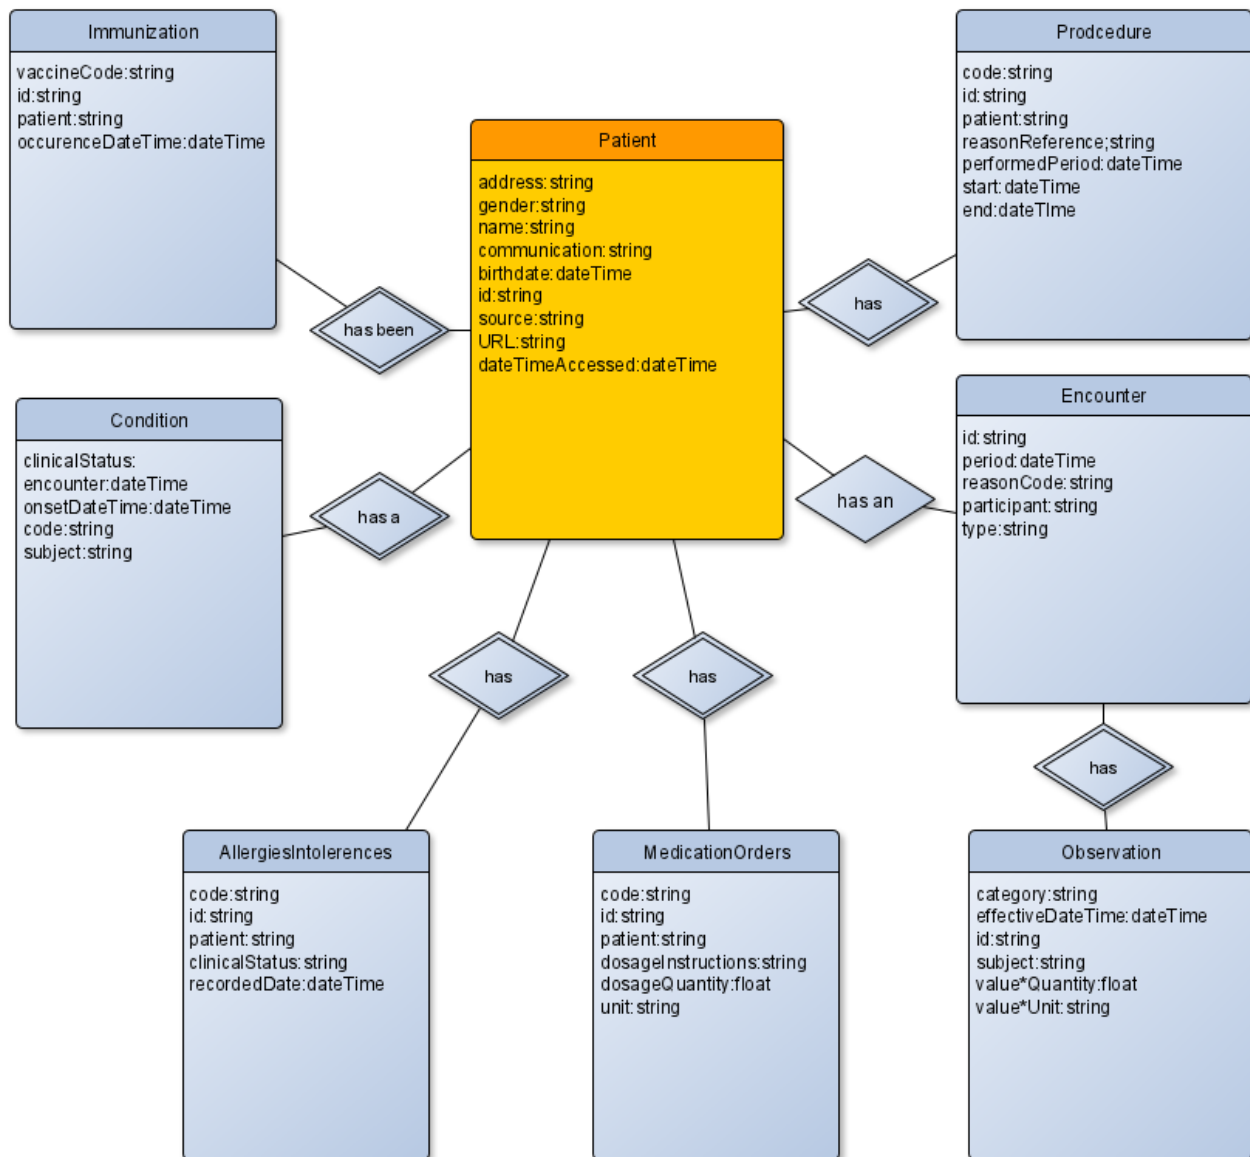 Immunization
vaccineCode:string
id:string
patient:string
occurenceDateTime:dateTime
Prodcedure
code:string
id:string
patient:string
reasonReference;string
performedPeriod:dateTime
start:dateTime
end:dateTIme
Patient
address:string
gender:string
name:string
communication:string
birthdate:dateTime
id:string
source:string
URL:string
dateTimeAccessed:dateTime
has been
has
Condition
clinicalStatus:
encounter:dateTime
onsetDateTime:dateTime
code:string
subject:string
has a
has an
Encounter
id:string
period:dateTime
reasonCode:string
participant:string
type:string
has
has
has
AllergiesIntolerences
code:string
id:string
patient:string
clinicalStatus:string
recordedDate:dateTime
MedicationOrders
code:string
id:string
patient:string
dosageInstructions:string
dosageQuantity:float
unit:string
Observation
category:string
effectiveDateTime:dateTime
id:string
subject:string
value*Quantity:float
value*Unit:string